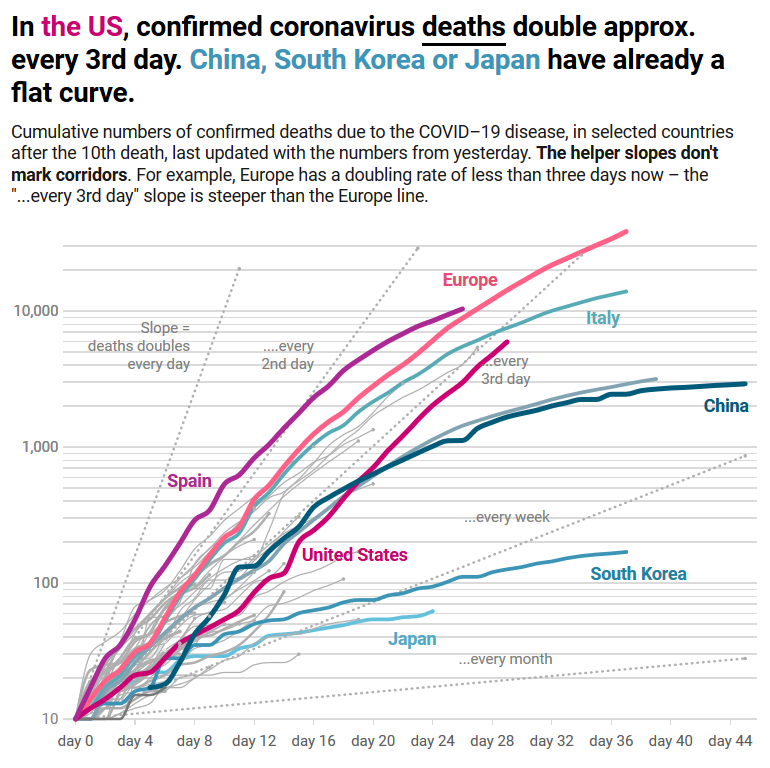 In the US, confirmed coronavirus deaths double approx.
every 3rd day. China, South Korea or Japan have already a
flat curve.
Cumulative numbers of confirmed deaths due to the COVID–19 disease, in selected countries
after the 10th death, last updated with the numbers from yesterday. The helper slopes don't
mark corridors. For example, Europe has a doubling rate of less than three days now – the
"...every 3rd day" slope is steeper than the Europe line.
Europe
10,000
Italy
Slope =
deaths doubles
every day
....every
2nd day
...every
3rd day
China
1,000
Spain
...every week
United States
100
South Korea
Japan
...every month
10
day 0
day 4
day 8
day 12
day 16
day 20
day 24
day 28
day 32
day 36
day 40
day 44